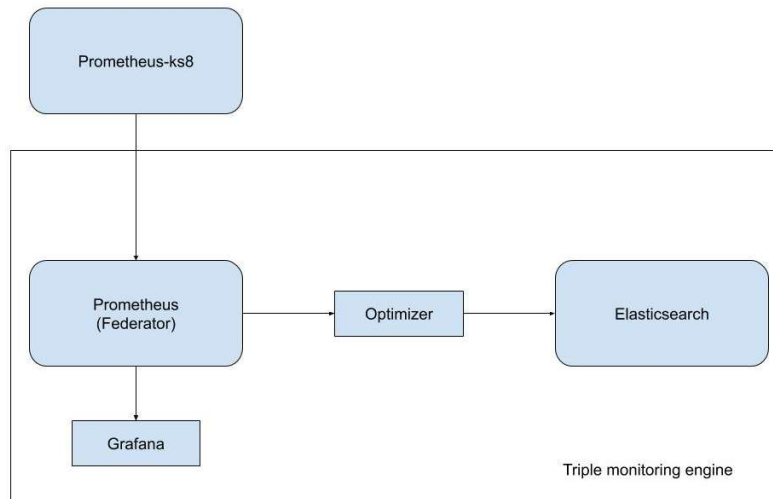 Prometheus-ks8
Prometheus
(Federator)
Optimizer
Elasticsearch
Grafana
Triple monitoring engine